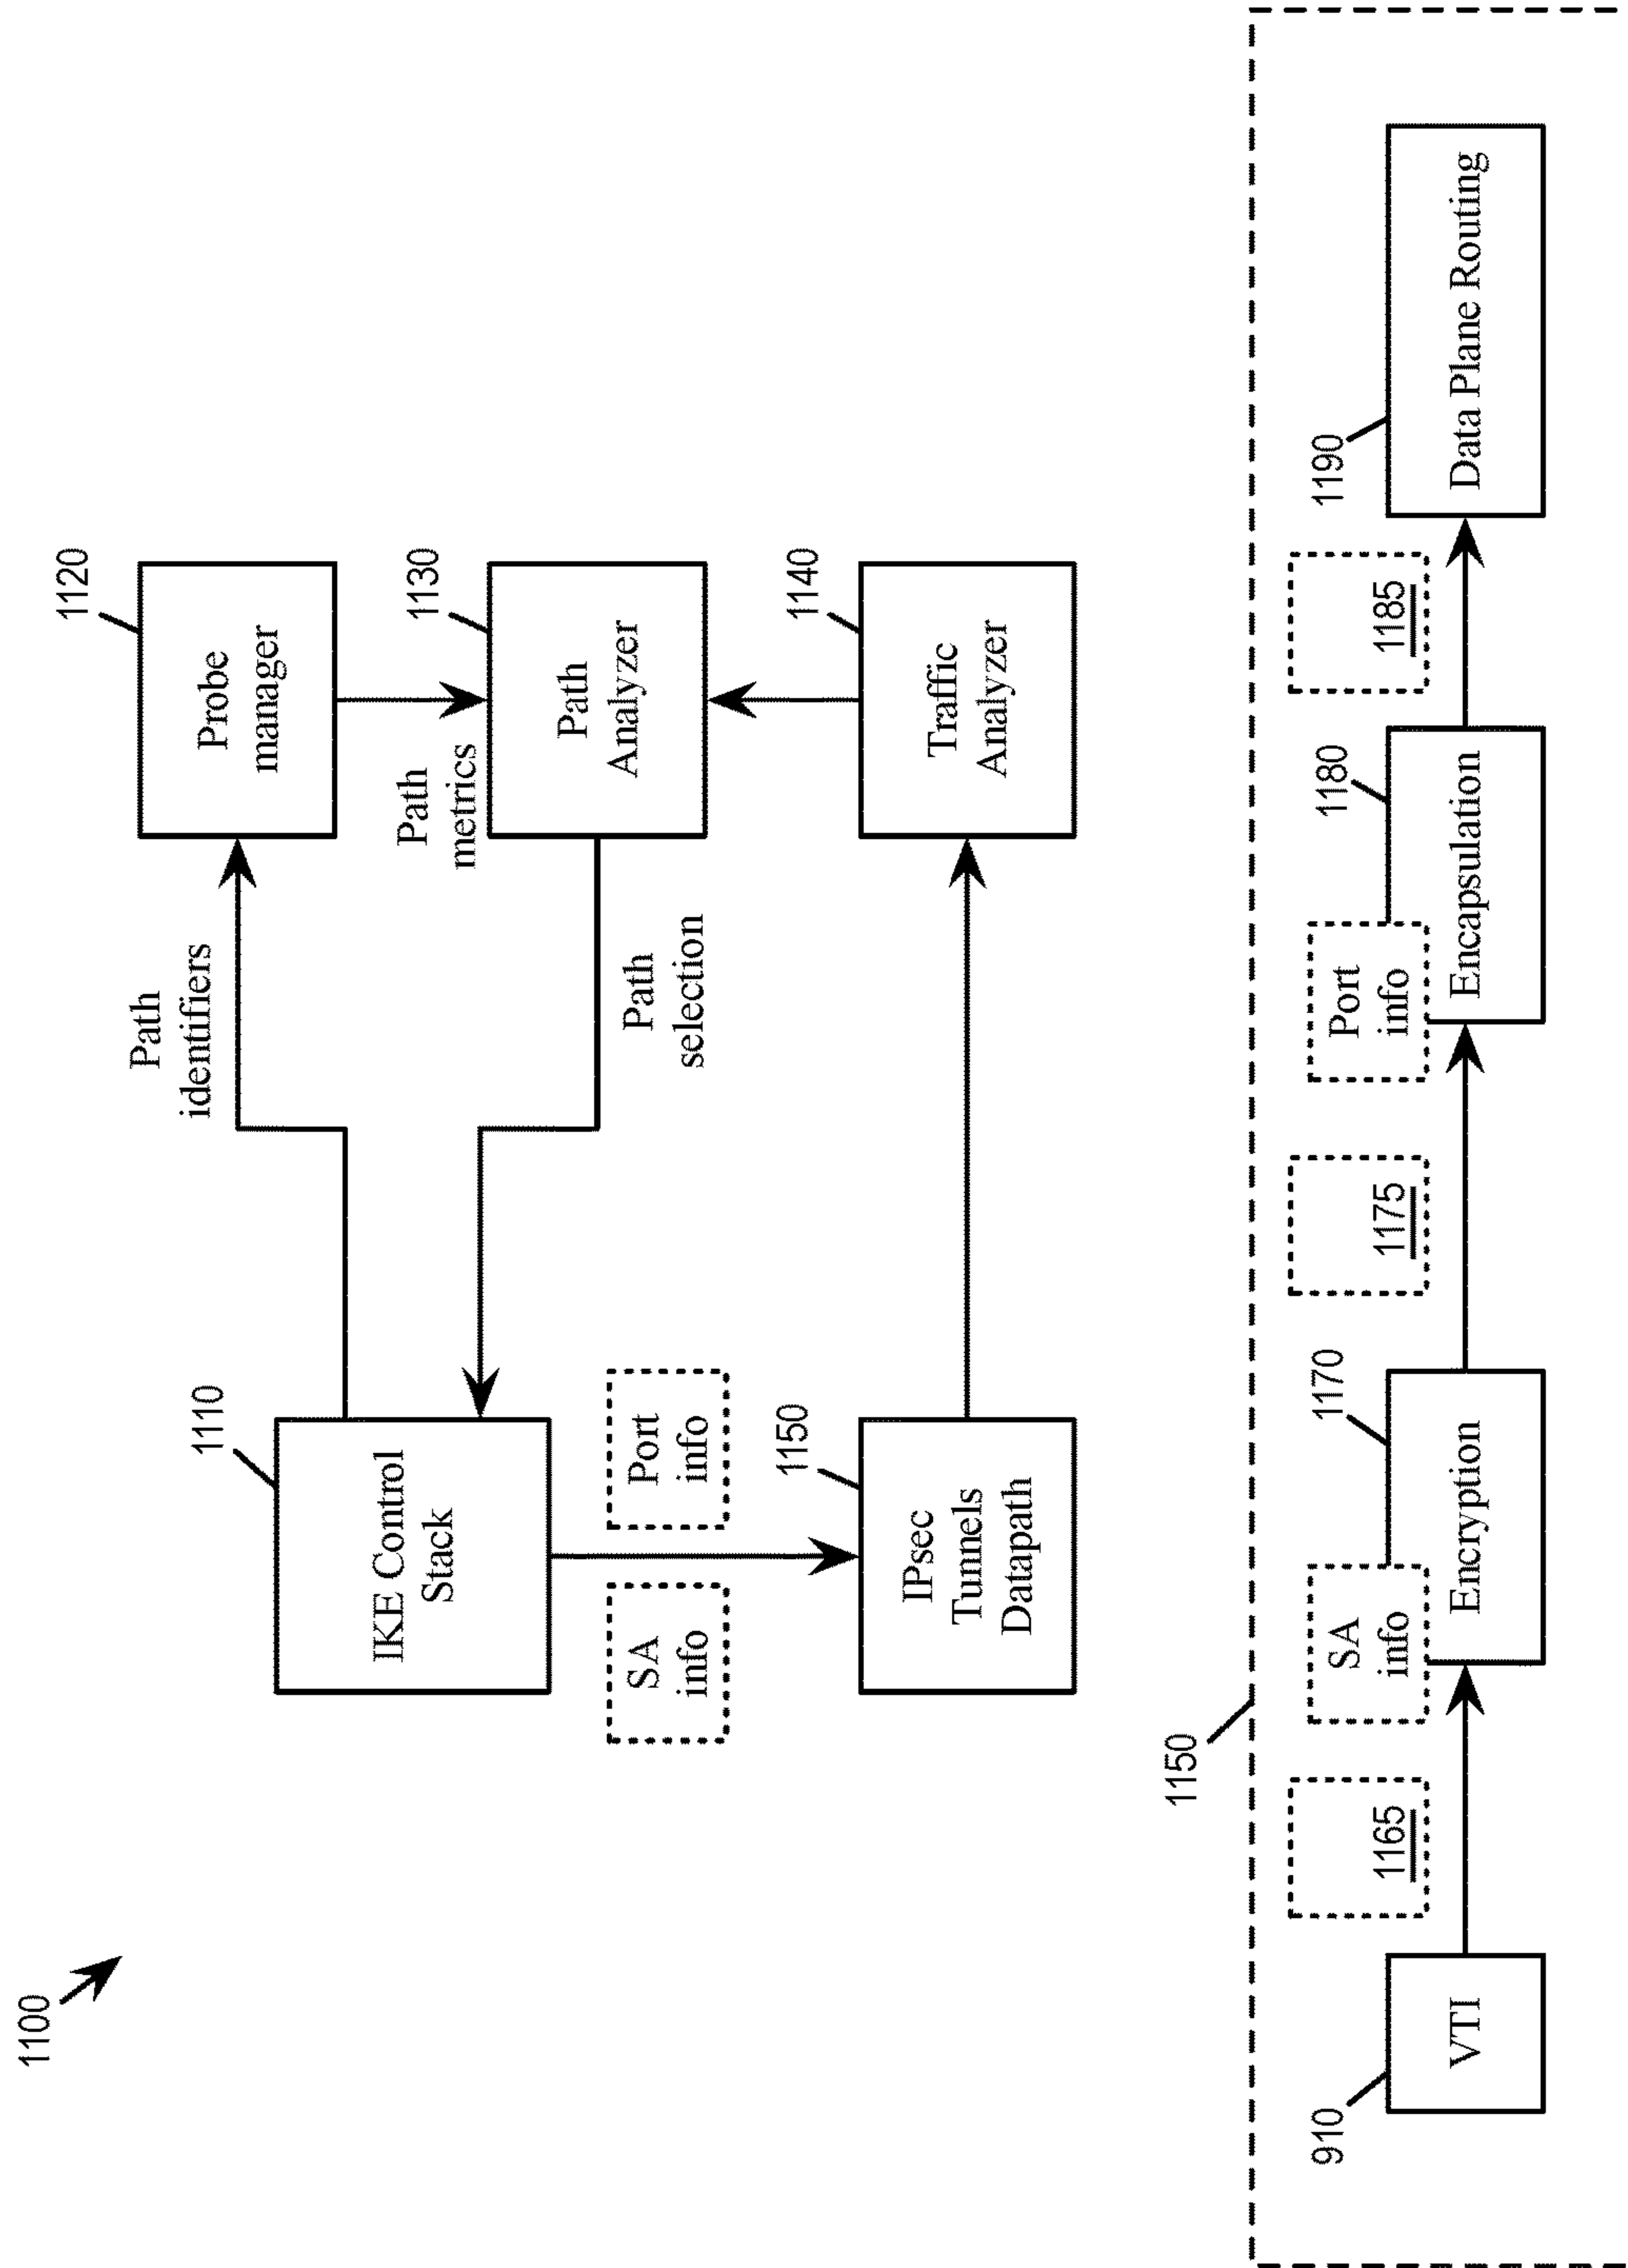 1100
1110
IKE Control
Stack
Path
identifiers
1120
Probe
manager
Path
metrics
1130
Path
Analyzer
Path
selection
SA
info
Port
info
1150
IPsec
Tunnels
Datapath
1140
Traffic
Analyzer
1150
910
VTI
1165
SA
info
1170
Encryption
1175
Port
info
1180
Encapsulation
1185
1190
Data Plane Routing